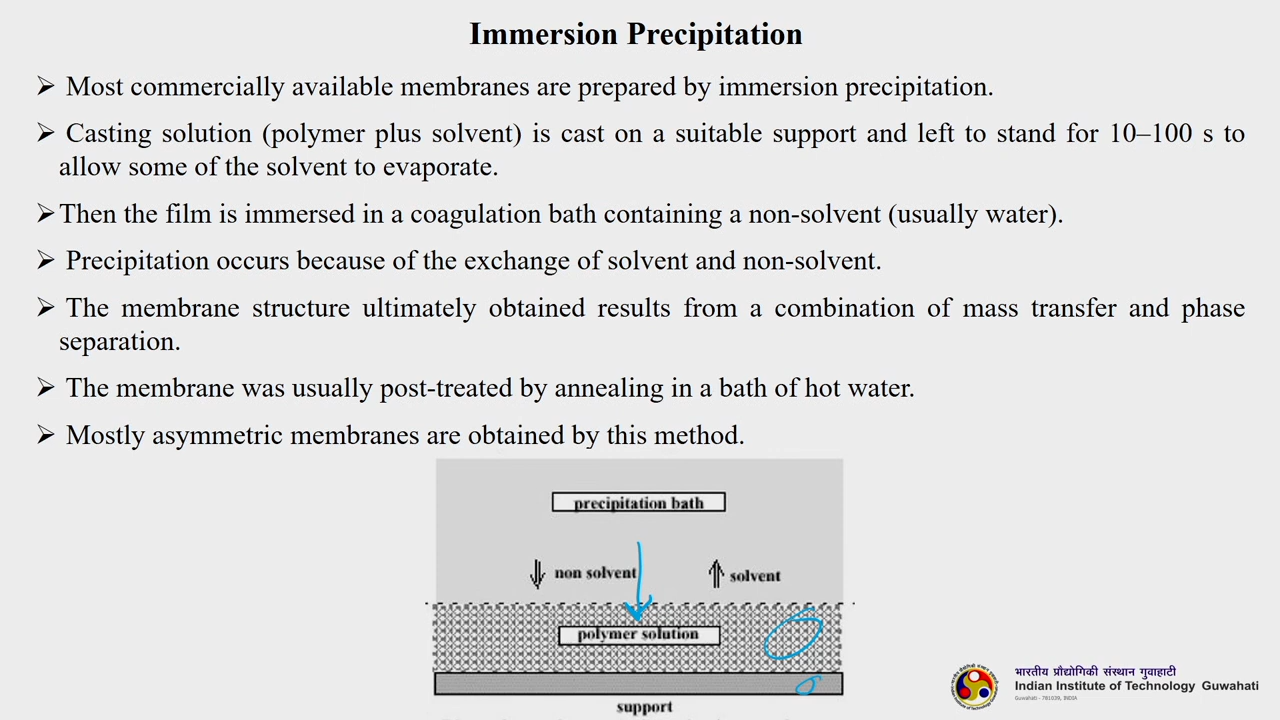 Immersion Precipitation
➢ Most commercially available membranes are prepared by immersion precipitation.
➢ Casting solution (polymer plus solvent) is cast on a suitable support and left to stand for 10–100 s to
allow some of the solvent to evaporate.
➢Then the film is immersed in a coagulation bath containing a non-solvent (usually water).
➢ Precipitation occurs because of the exchange of solvent and non-solvent.
➢ The membrane structure ultimately obtained results from a combination of mass transfer and phase
separation.
➢ The membrane was usually post-treated by annealing in a bath of hot water.
➢ Mostly asymmetric membranes are obtained by this method.
precipitation bath
non solvent
solvent
polymer solution
support
भारतीय प्रौद्योगिकी संस्थान गुवाहाटी
Indian Institute of Technology Guwahati
Guwahati - 781039, INDIA